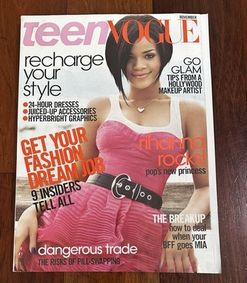 teenVOGUE
NOVEMBER
recharge
your
style
•24-HOUR DRESSES
•JUICED-UP ACCESSORIES
•HYPERBRIGHT GRAPHICS
GO
GLAM
TIPS FROM A
HOLLYWOOD
MAKEUP ARTIST
GET YOUR
FASHION
DREAM JOB
9 INSIDERS
TELL ALL
rihanna
rocks
pop's new princess
THE BREAKUP
how to deal
when your
BFF goes MIA
dangerous trade
THE RISKS OF PILL-SWAPPING